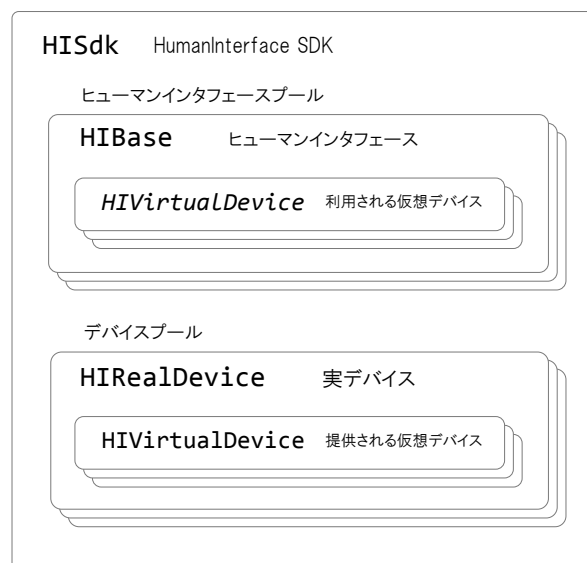 HISdk HumanInterface SDK
ヒューマンインタフェースプール
HIBase ヒューマンインタフェース
HIVirtualDevice 利用される仮想デバイス
デバイスプール
HIRealDevice 実デバイス
HIVirtualDevice 提供される仮想デバイス